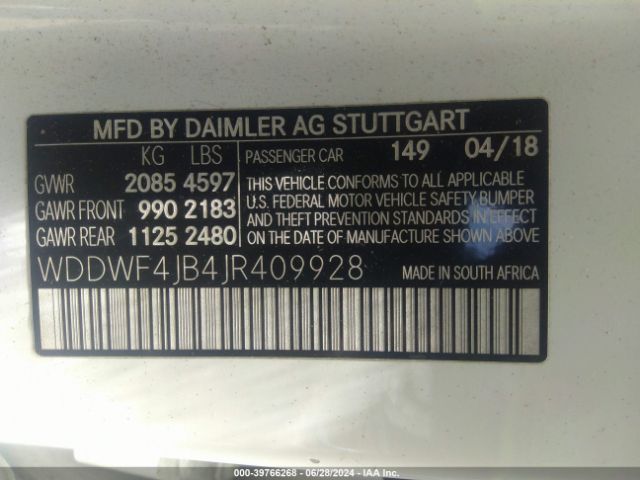 MFD BY DAIMLER AG STUTTGART
KG LBS PASSENGER CAR 149 04/18
GVWR 2085 4597
GAWR FRONT 990 2183
GAWR REAR 1125 2480
THIS VEHICLE CONFORMS TO ALL APPLICABLE
U.S. FEDERAL MOTOR VEHICLE SAFETY BUMPER
AND THEFT PREVENTION STANDARDS IN EFFECT
ON THE DATE OF MANUFACTURE SHOWN ABOVE
WDDWF4JB4JR409928 MADE IN SOUTH AFRICA
000-39766268 - 06/28/2024 - IAA Inc.